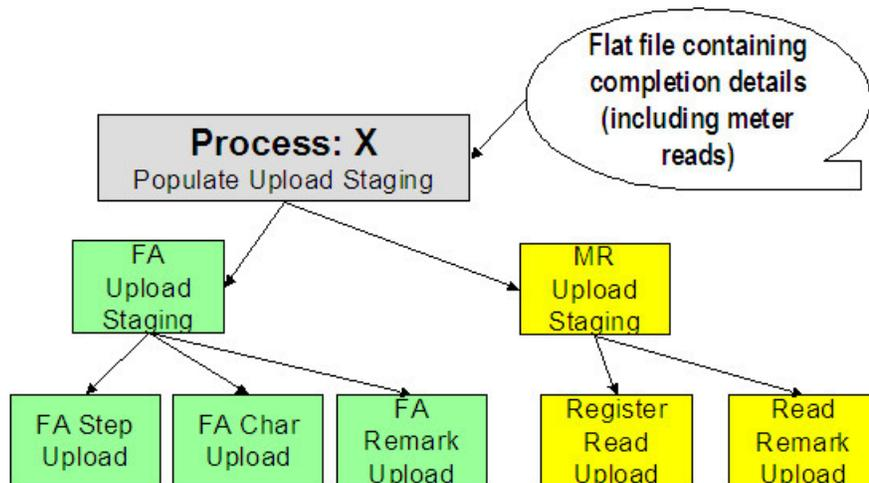 Flat file containing
completion details
(including meter
reads)
Process: X
Populate Upload Staging
FA
Upload
Staging
MR
Upload
Staging
FA Step
Upload
FA Char
Upload
FA
Remark
Upload
Register
Read
Upload
Read
Remark
Upload